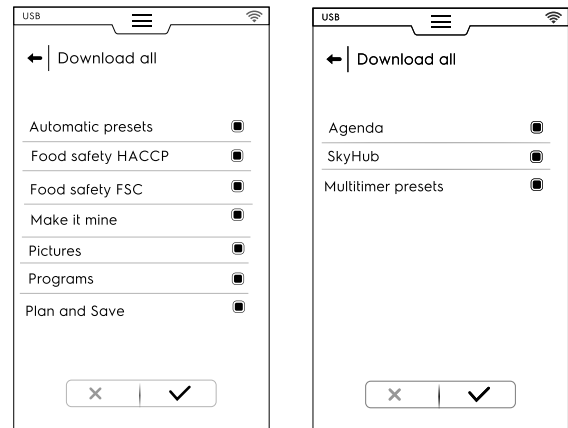 USB
Download all
Automatic presets
Food safety HACCP
Food safety FSC
Make it mine
Pictures
Programs
Plan and Save
USB
Download all
Agenda
SkyHub
Multitimer presets